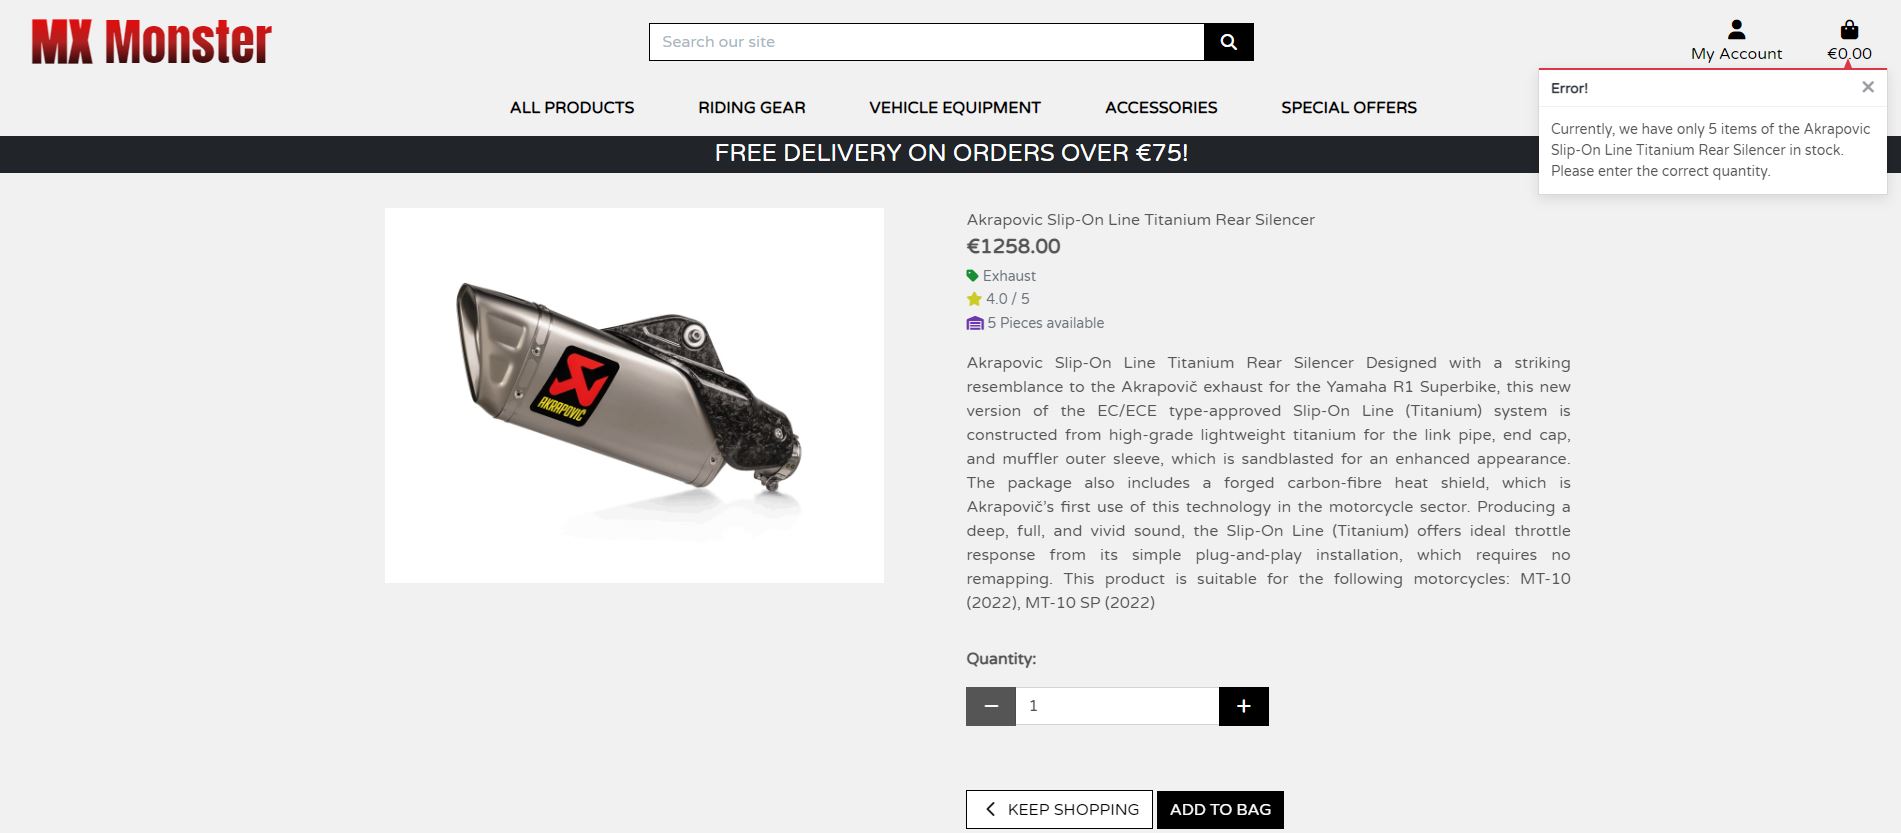 MX Monster
Search our site
My Account
€0.00
ALL PRODUCTS
RIDING GEAR
VEHICLE EQUIPMENT
ACCESSORIES
SPECIAL OFFERS
Error!
Currently, we have only 5 items of the Akrapovic
Slip-On Line Titanium Rear Silencer in stock.
Please enter the correct quantity.
FREE DELIVERY ON ORDERS OVER €75!
AKRAPOVIČ
Akrapovic Slip-On Line Titanium Rear Silencer
€1258.00
Exhaust
4.0 / 5
5 Pieces available
Akrapovic Slip-On Line Titanium Rear Silencer Designed with a striking
resemblance to the Akrapovič exhaust for the Yamaha R1 Superbike, this new
version of the EC/ECE type-approved Slip-On Line (Titanium) system is
constructed from high-grade lightweight titanium for the link pipe, end cap,
and muffler outer sleeve, which is sandblasted for an enhanced appearance.
The package also includes a forged carbon-fibre heat shield, which is
Akrapovič's first use of this technology in the motorcycle sector. Producing a
deep, full, and vivid sound, the Slip-On Line (Titanium) offers ideal throttle
response from its simple plug-and-play installation, which requires no
remapping. This product is suitable for the following motorcycles: MT-10
(2022), MT-10 SP (2022)
Quantity:
1
KEEP SHOPPING
ADD TO BAG